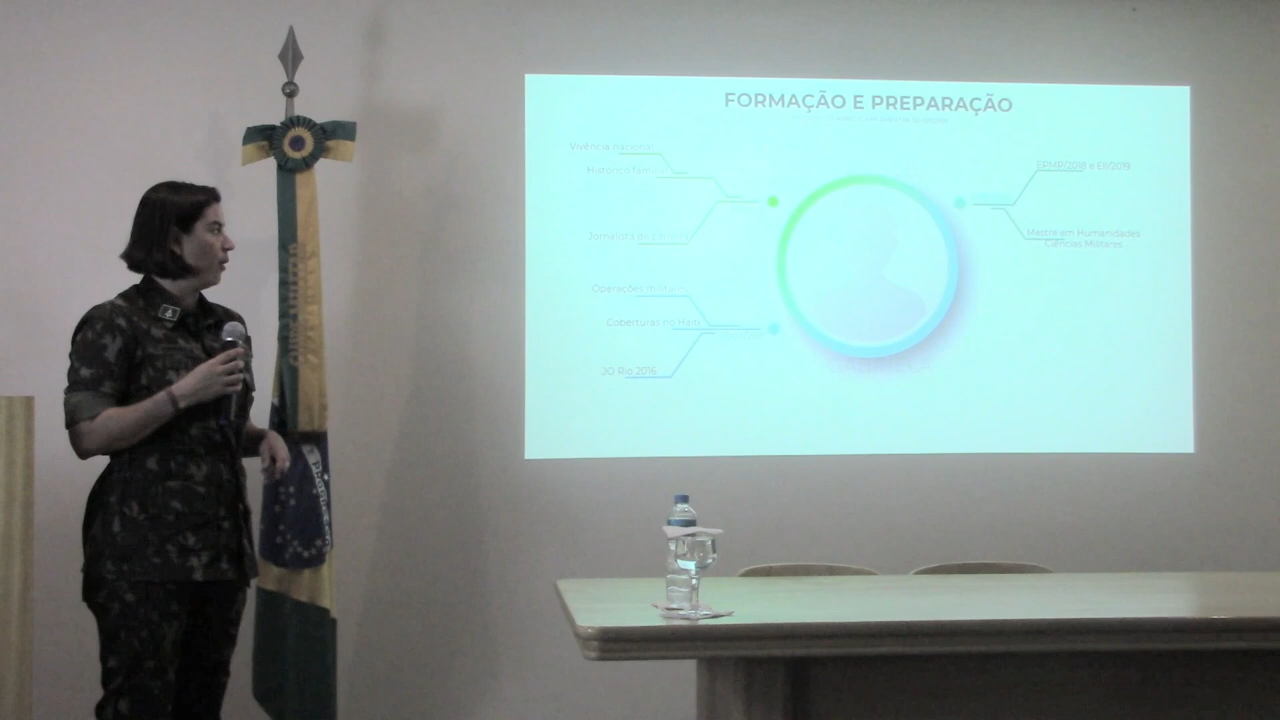 FORMAÇÃO E PREPARAÇÃO
Vivência nacional
Histórico familiar
Jornalista de carreira
Operações militares
Coberturas no Haiti
JO Rio 2016
EPMP/2018 e EII/2019
Mestre em Humanidades
Ciências Militares